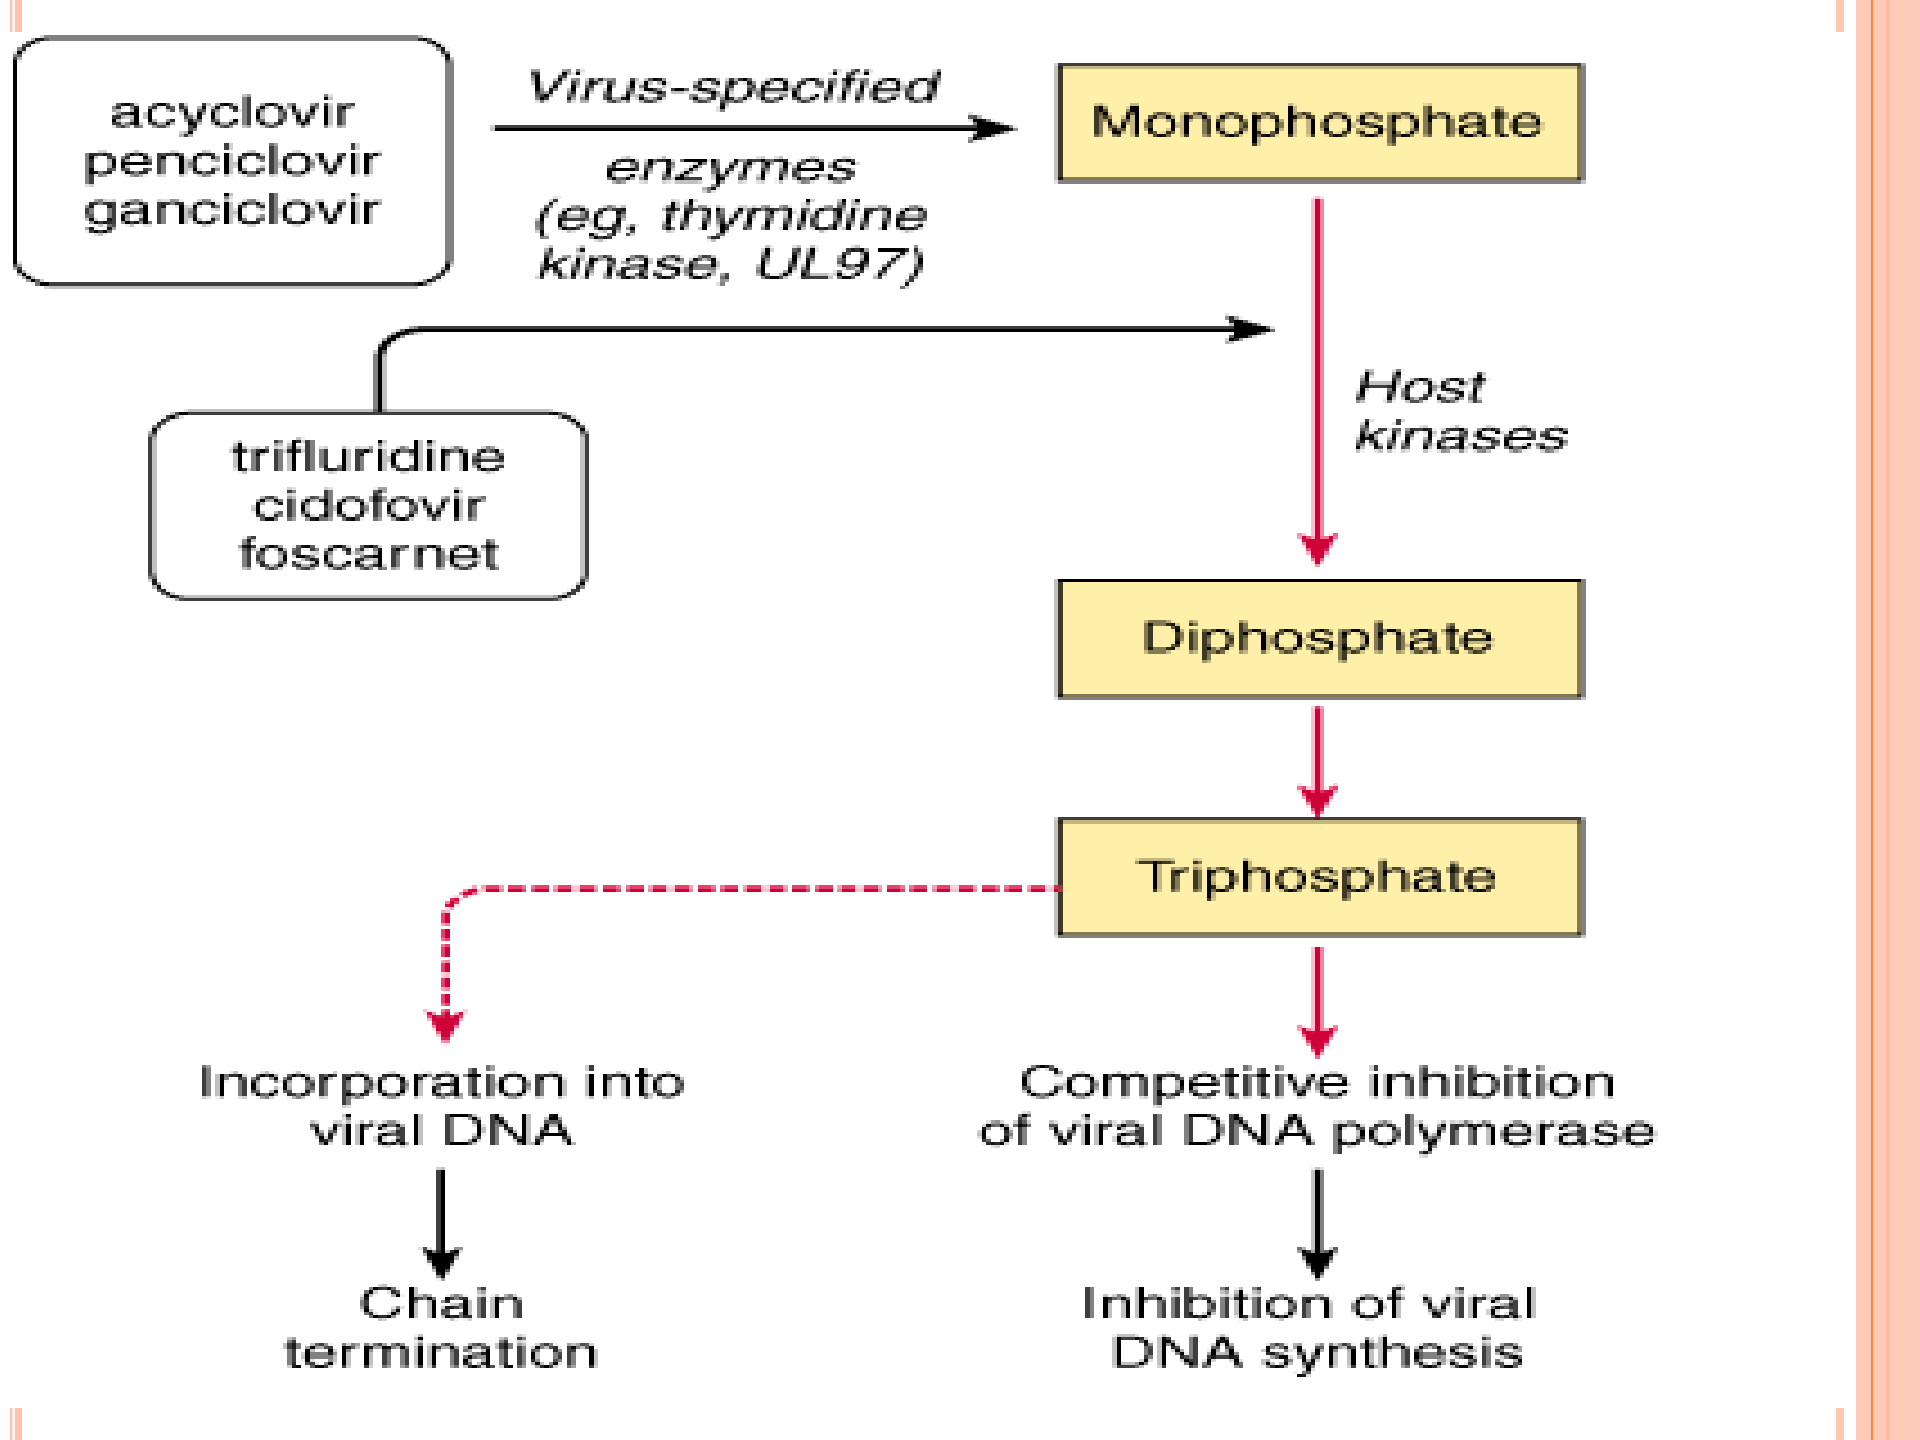 acyclovir
penciclovir
ganciclovir
Virus-specified
enzymes
(eg, thymidine
kinase, UL97)
Monophosphate
Host
kinases
trifluridine
cidofovir
foscarnet
Diphosphate
Triphosphate
Incorporation into
viral DNA
Competitive inhibition
of viral DNA polymerase
Chain
termination
Inhibition of viral
DNA synthesis